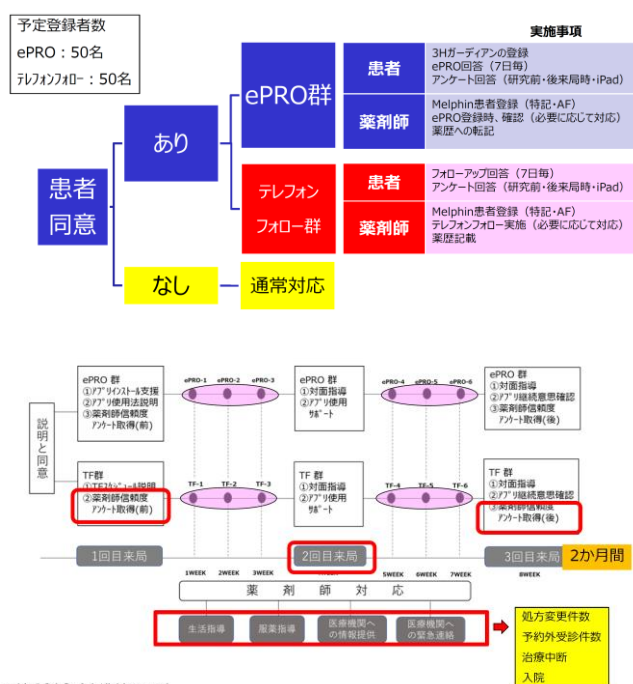 予定登録者数
ePRO：50名
ﾃﾚﾌｫﾝﾌｫﾛｰ：50名
実施事項
患者
同意
あり
なし
通常対応
ePRO群
患者
3Hガーディアンの登録
ePRO回答（7日毎）
アンケート回答（研究前・後来局時・iPad）
薬剤師
Melphin患者登録（特記・AF）
ePRO登録時、確認（必要に応じて対応）
薬歴への転記
テレフォン
フォロー群
患者
フォローアップ回答（7日毎）
アンケート回答（研究前・後来局時・iPad）
薬剤師
Melphin患者登録（特記・AF）
テレフォンフォロー実施（必要に応じて対応）
薬歴記載
説明と同意
ePRO 群
①ｱﾌﾟﾘｲﾝｽﾄｰﾙ支援
②ｱﾌﾟﾘ使用法説明
③薬剤師信頼度
ｱﾝｹｰﾄ取得(前)
ePRO-1 ePRO-2 ePRO-3
ePRO 群
①対面指導
②ｱﾌﾟﾘ使用
ｻﾎﾟｰﾄ
ePRO-4 ePRO-5 ePRO-6
ePRO 群
①対面指導
②ｱﾌﾟﾘ継続意思確認
③薬剤師信頼度
ｱﾝｹｰﾄ取得(後)
TF群
①TFｽｹｼﾞｭｰﾙ説明
②薬剤師信頼度
ｱﾝｹｰﾄ取得(前)
TF-1 TF-2 TF-3
TF 群
①対面指導
②ｱﾌﾟﾘ使用
ｻﾎﾟｰﾄ
TF-4 TF-5 TF-6
TF 群
①対面指導
②ｱﾌﾟﾘ継続意思確認
③薬剤師信頼度
ｱﾝｹｰﾄ取得(後)
1回目来局
2回目来局
3回目来局
2か月間
1WEEK 2WEEK 3WEEK 5WEEK 6WEEK 7WEEK 8WEEK
薬剤師対応
生活指導
服薬指導
医療機関へ
の情報提供
医療機関へ
の緊急連絡
処方変更件数
予約外受診件数
治療中断
入院